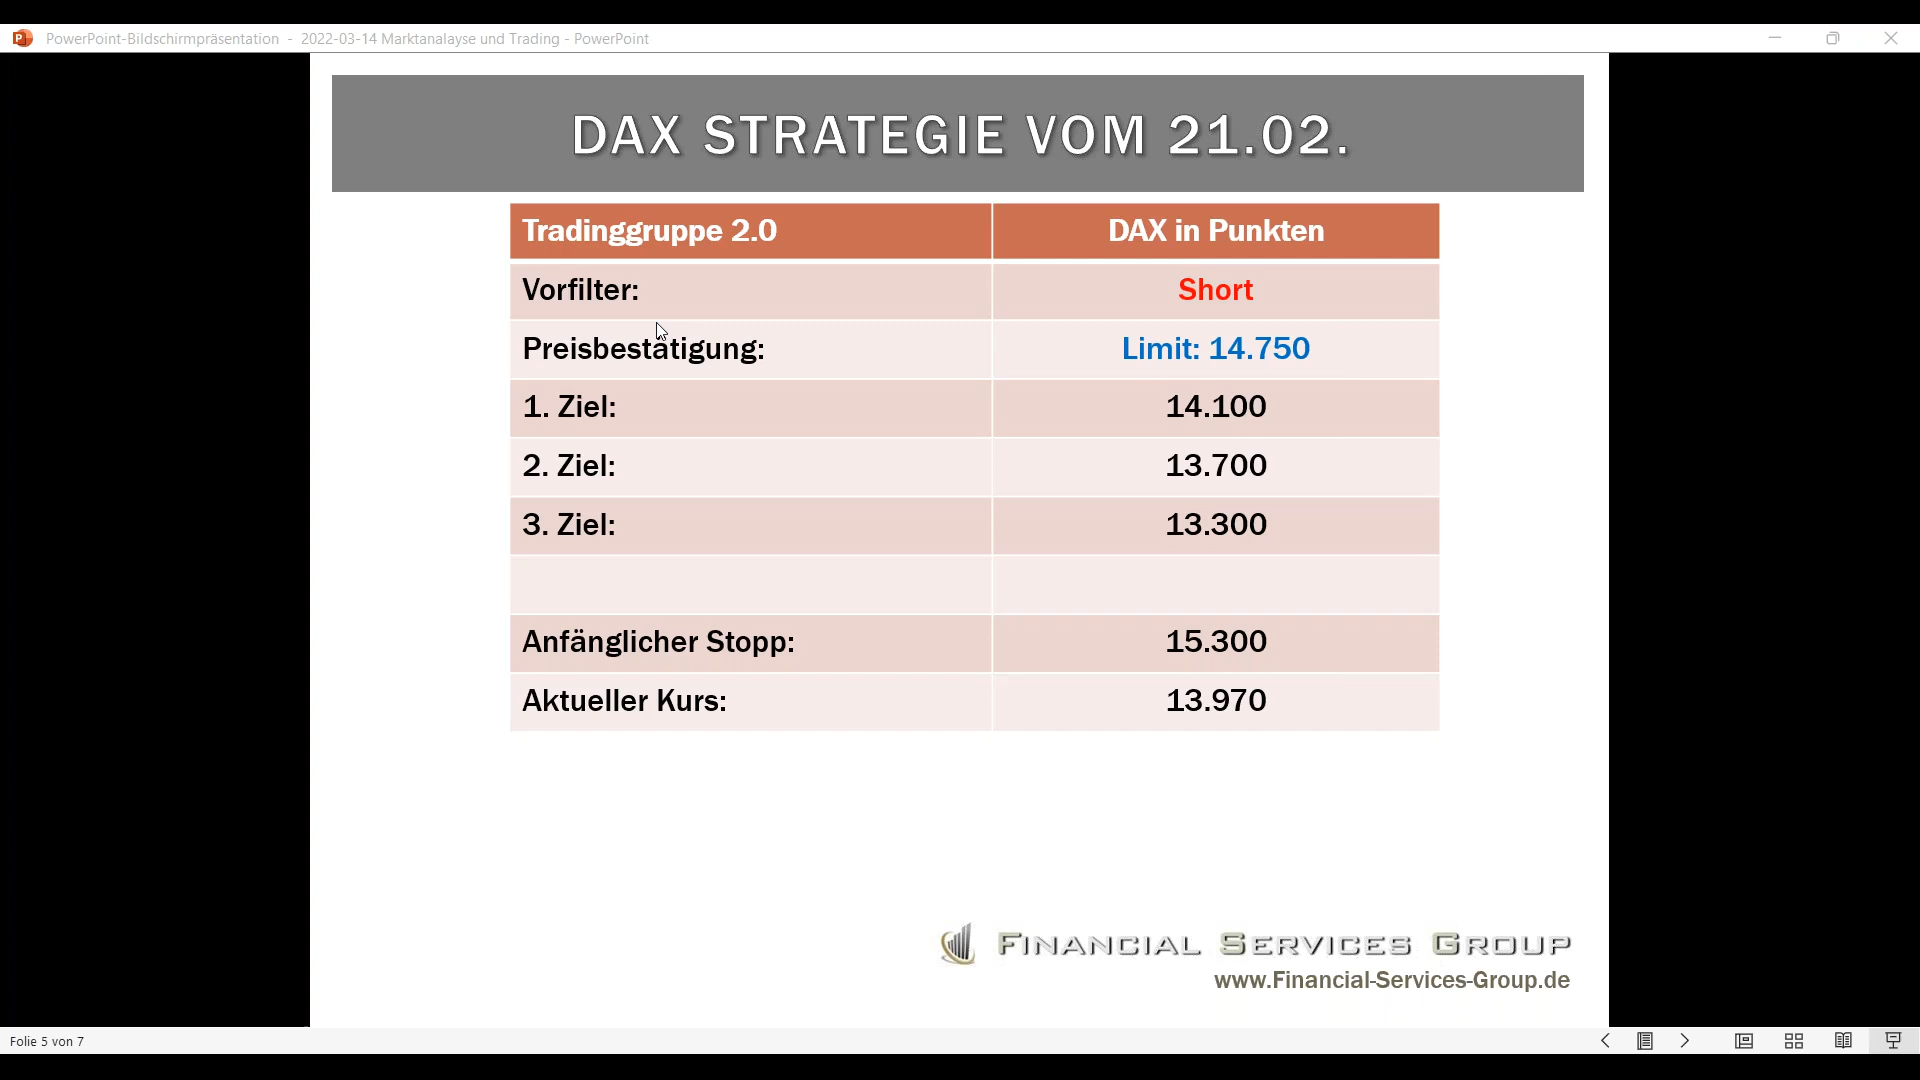 PowerPoint-Bildschirmpräsentation - 2022-03-14 Marktanalayse und Trading - PowerPoint
DAX STRATEGIE VOM 21.02.
Tradinggruppe 2.0 DAX in Punkten
Vorfilter: Short
Preisbestätigung: Limit: 14.750
1. Ziel: 14.100
2. Ziel: 13.700
3. Ziel: 13.300
Anfänglicher Stopp: 15.300
Aktueller Kurs: 13.970
FINANCIAL SERVICES GROUP
www.Financial-Services-Group.de
Folie 5 von 7